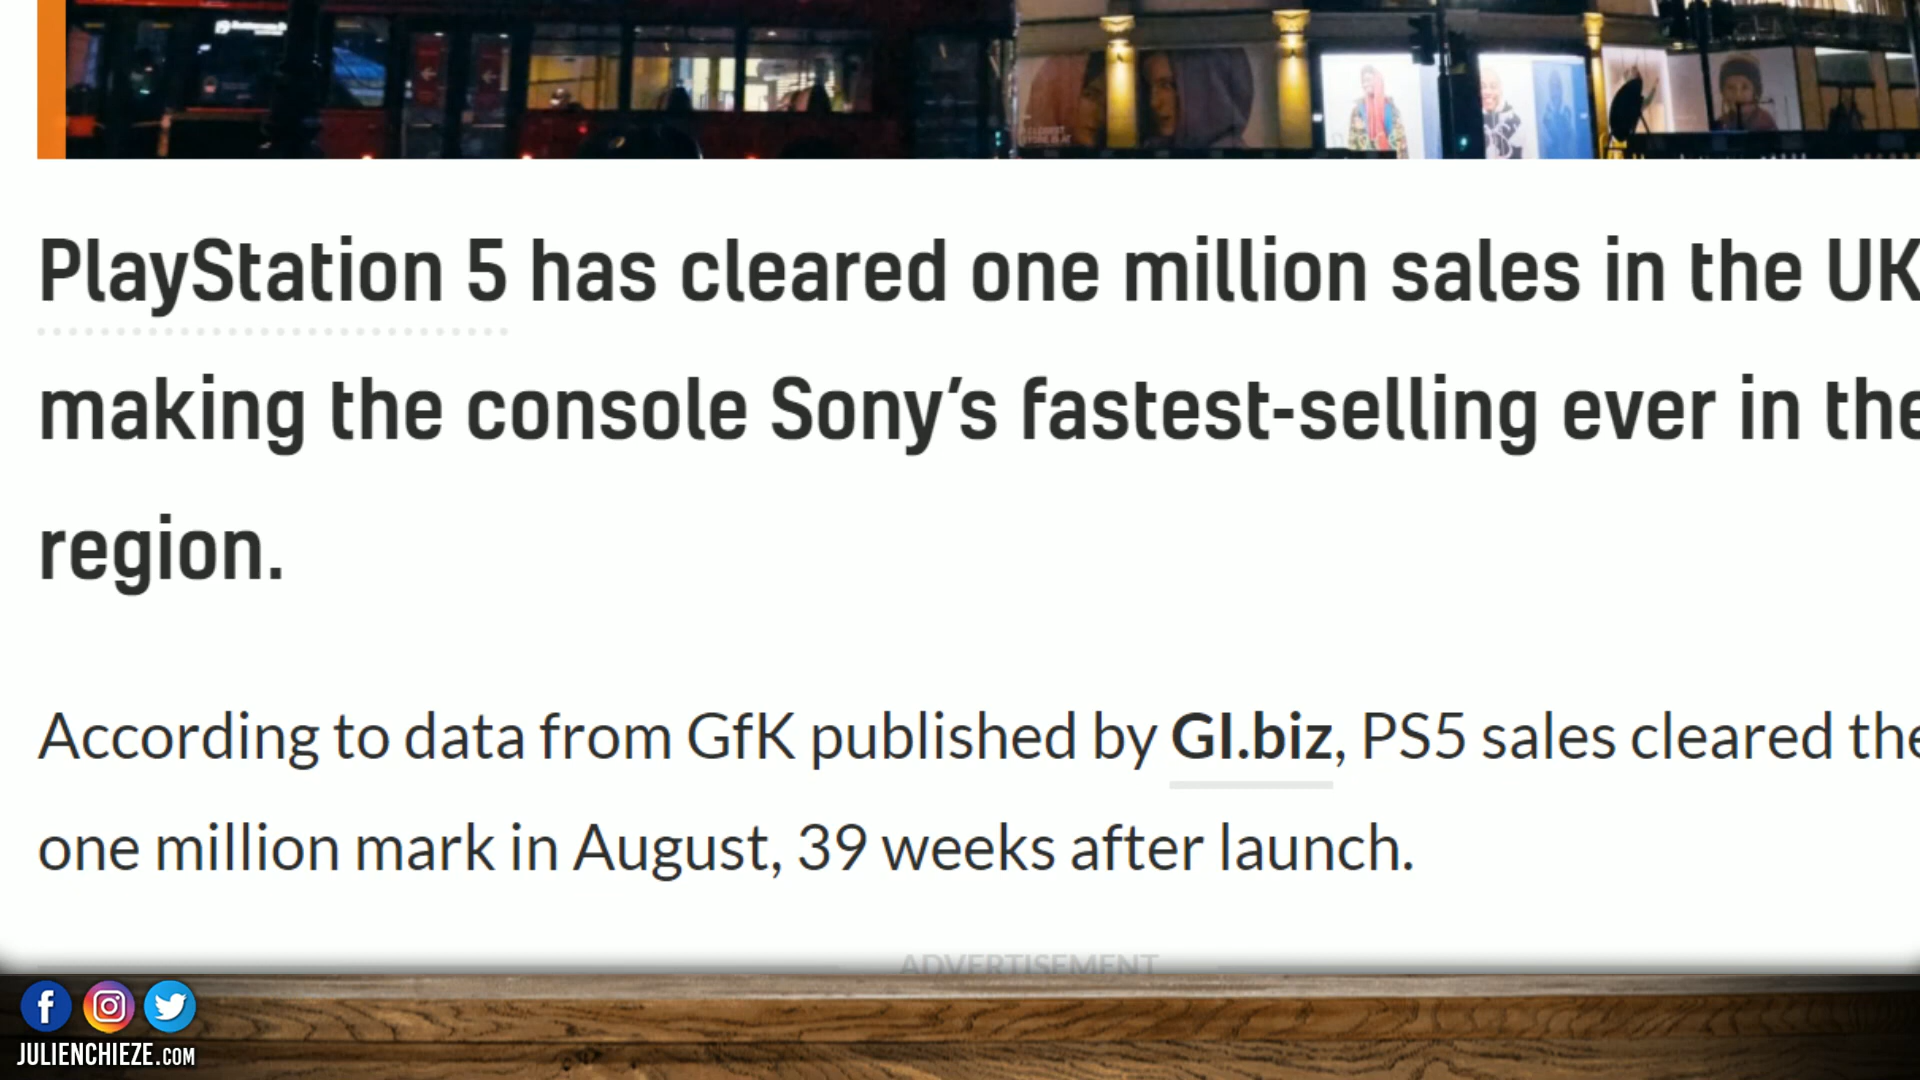 PlayStation 5 has cleared one million sales in the UK
making the console Sony’s fastest-selling ever in the
region.
According to data from GfK published by GI.biz, PS5 sales cleared the
one million mark in August, 39 weeks after launch.
ADVERTISEMENT
JULIENCHIEZE.COM